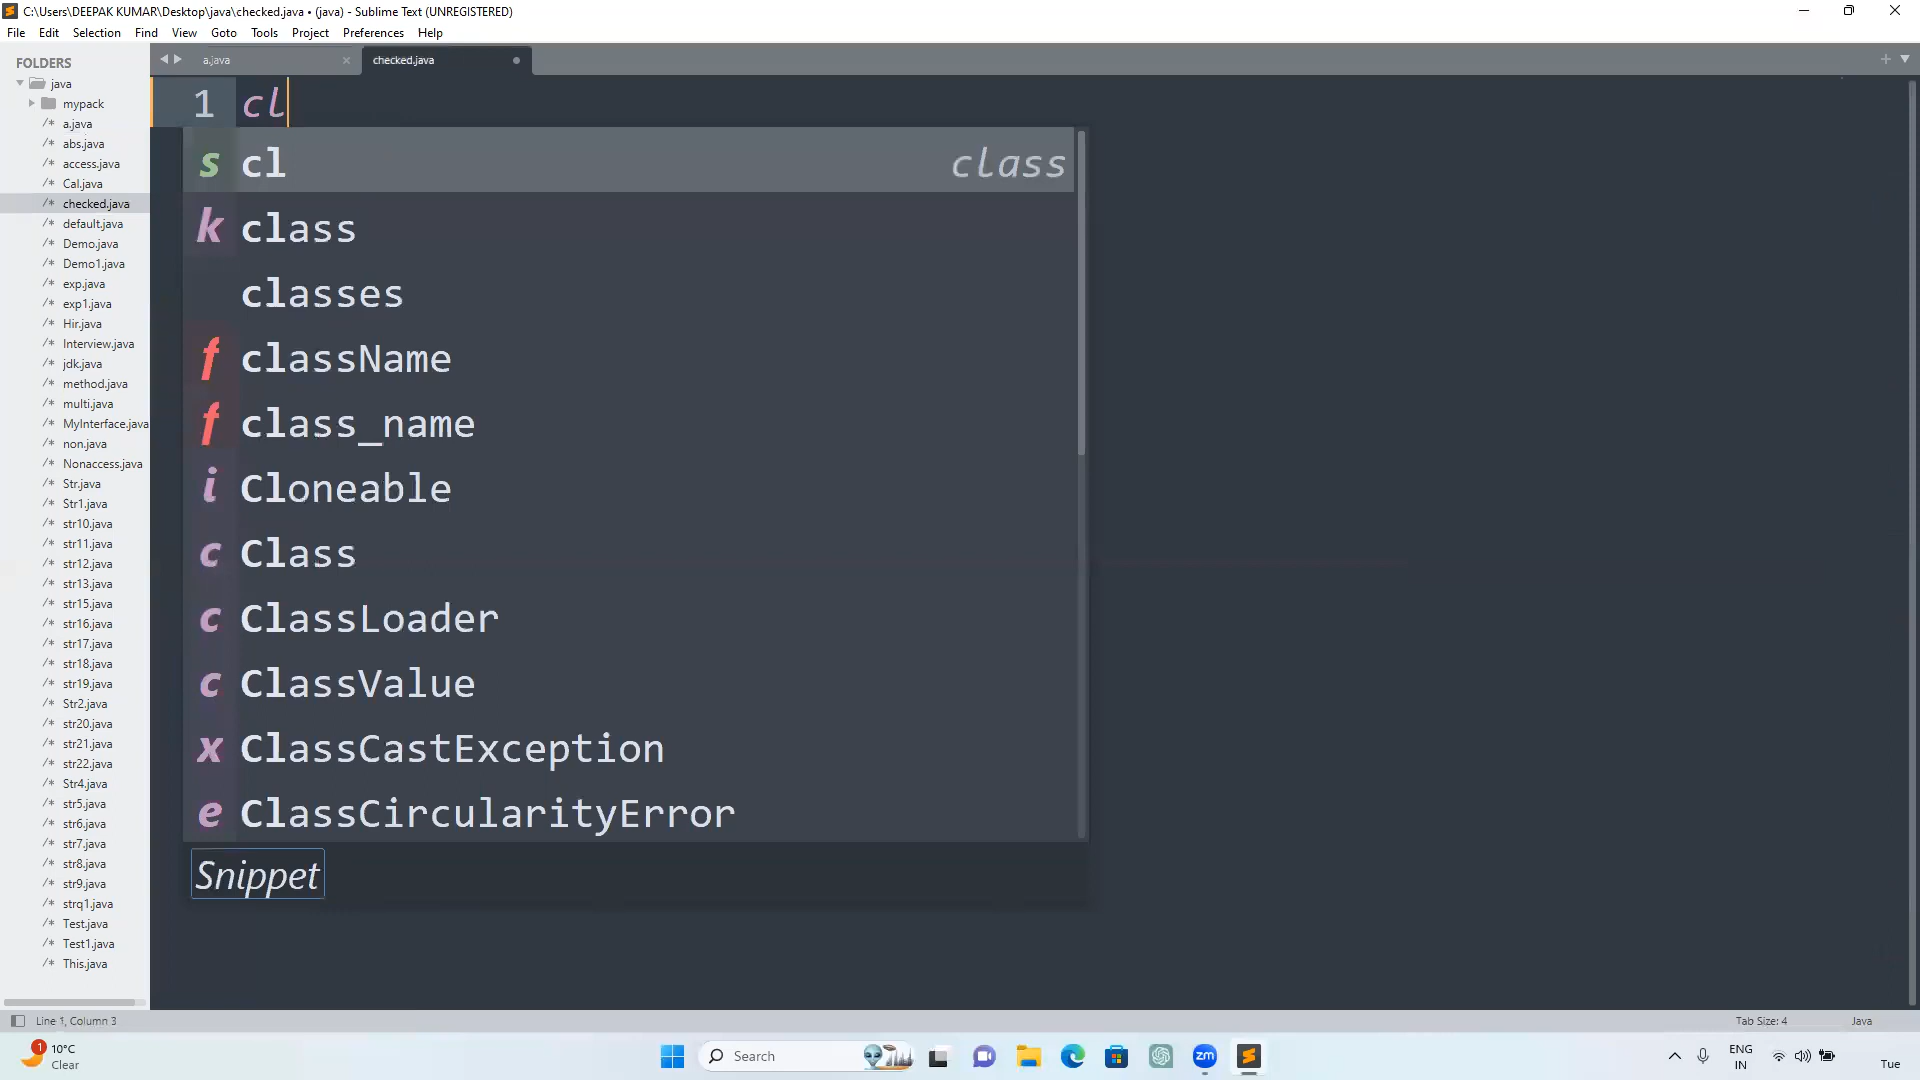 C:\Users\DEEPAK KUMAR\Desktop\java\checked.java • (java) - Sublime Text (UNREGISTERED)
File Edit Selection Find View Goto Tools Project Preferences Help
FOLDERS
java
mypack
/* a.java
/* abs.java
/* access.java
/* Cal.java
/* checked.java
/* default.java
/* Demo.java
/* Demo1.java
/* exp.java
/* exp1.java
/* Hir.java
/* Interview.java
/* jdk.java
/* method.java
/* multi.java
/* MyInterface.java
/* non.java
/* Nonaccess.java
/* Str.java
/* Str1.java
/* str10.java
/* str11.java
/* str12.java
/* str13.java
/* str15.java
/* str16.java
/* str17.java
/* str18.java
/* str19.java
/* Str2.java
/* str20.java
/* str21.java
/* str22.java
/* Str4.java
/* str5.java
/* str6.java
/* str7.java
/* str8.java
/* str9.java
/* strq1.java
/* Test.java
/* Test1.java
/* This.java
a.java checked.java
1 cl
s cl class
k class
classes
f className
f class_name
i Cloneable
c Class
c ClassLoader
c ClassValue
x ClassCastException
e ClassCircularityError
Snippet
Line 1, Column 3 Tab Size: 4 Java
1 10°C
Clear
Search
zm
ENG
IN
Tue